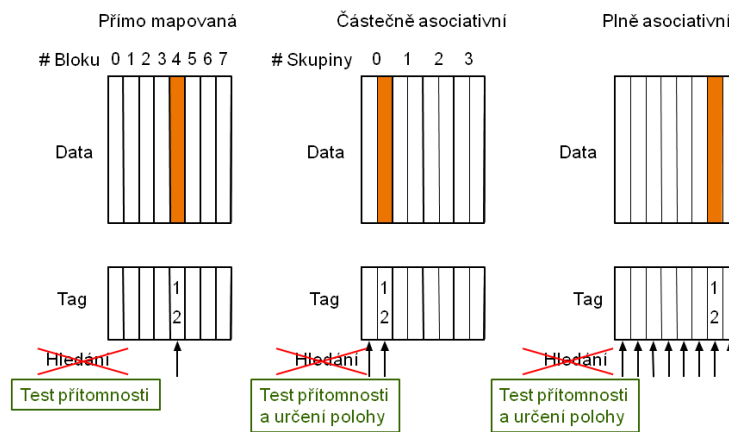 Přímo mapovaná
Částečně asociativní
Plně asociativní
# Bloku 0 1 2 3 4 5 6 7
# Skupiny 0 1 2 3
Data
Data
Data
Tag
1
2
Tag
1
2
Tag
1
2
Hledání
Hledání
Hledání
Test přítomnosti
Test přítomnosti
a určení polohy
Test přítomnosti
a určení polohy